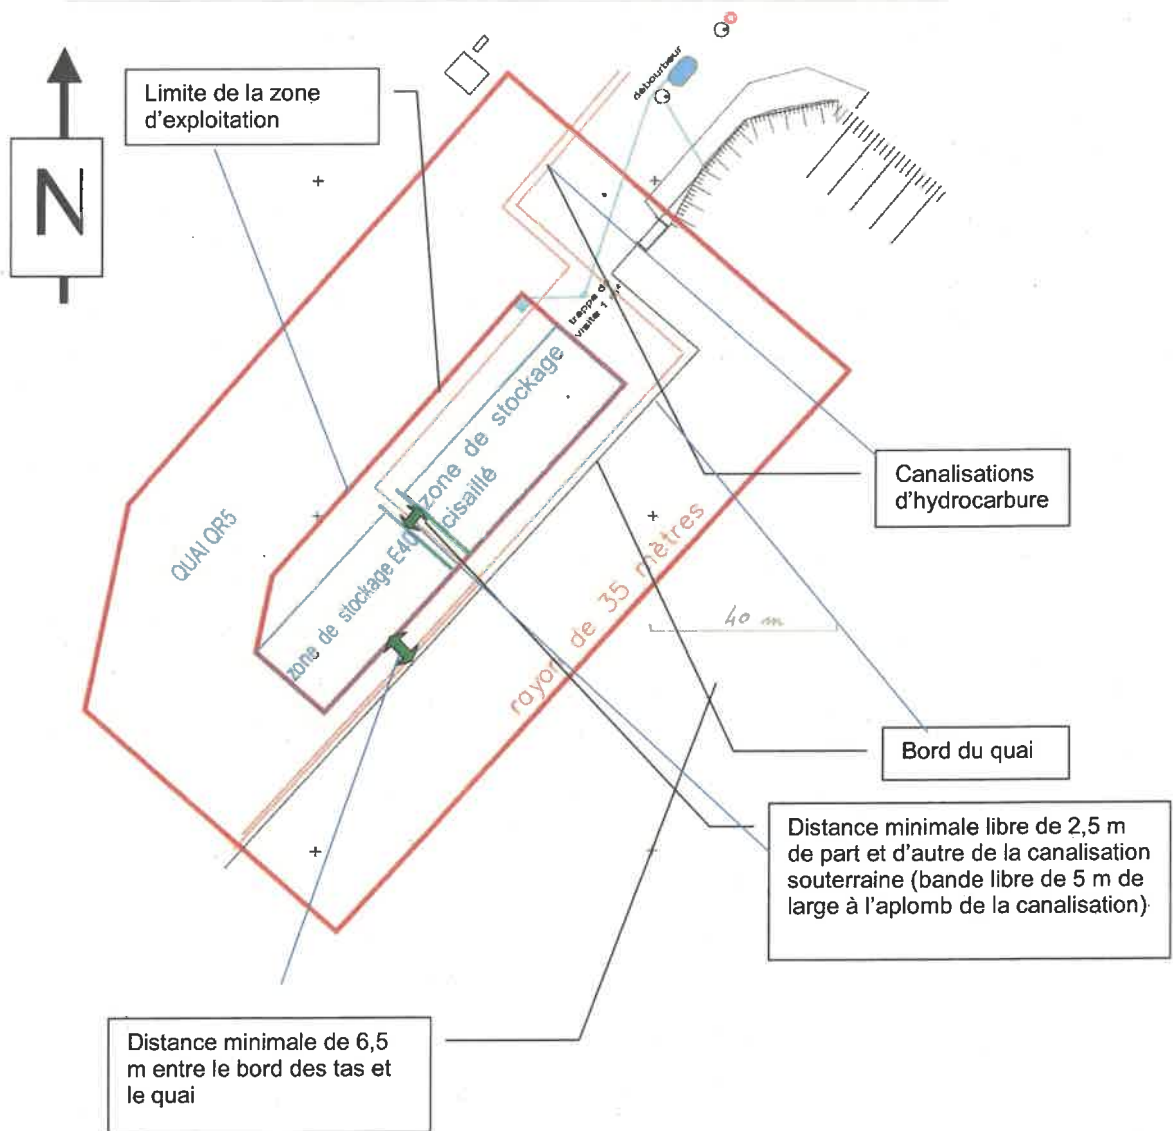 débourbeur
Limite de la zone
d'exploitation
N
trappe de
visite 1
zone de stockage
cisaillé
Canalisations
d'hydrocarbure
QUAI QR5
zone de stockage E40
rayon de 35 mètres
40 m
Bord du quai
Distance minimale libre de 2,5 m
de part et d'autre de la canalisation
souterraine (bande libre de 5 m de
large à l'aplomb de la canalisation)
Distance minimale de 6,5
m entre le bord des tas et
le quai